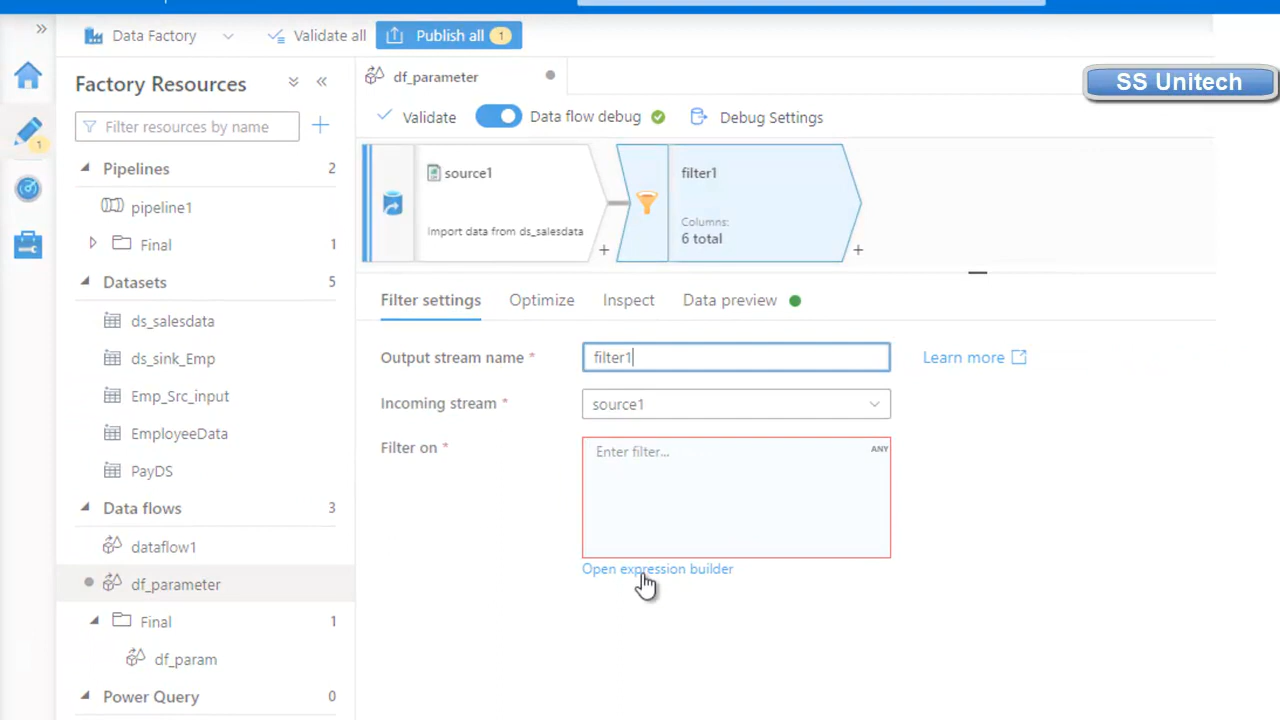 Data Factory
Validate all
Publish all 1
SS Unitech
Factory Resources
df_parameter
Filter resources by name
Validate
Data flow debug
Debug Settings
1
Pipelines 2
pipeline1
Final 1
Datasets 5
ds_salesdata
ds_sink_Emp
Emp_Src_input
EmployeeData
PayDS
Data flows 3
dataflow1
df_parameter
Final 1
df_param
Power Query 0
source1
Import data from ds_salesdata
+
filter1
Columns:
6 total
+
Filter settings
Optimize
Inspect
Data preview
Output stream name *
filter1
Learn more
Incoming stream *
source1
Filter on *
Enter filter...
ANY
Open expression builder